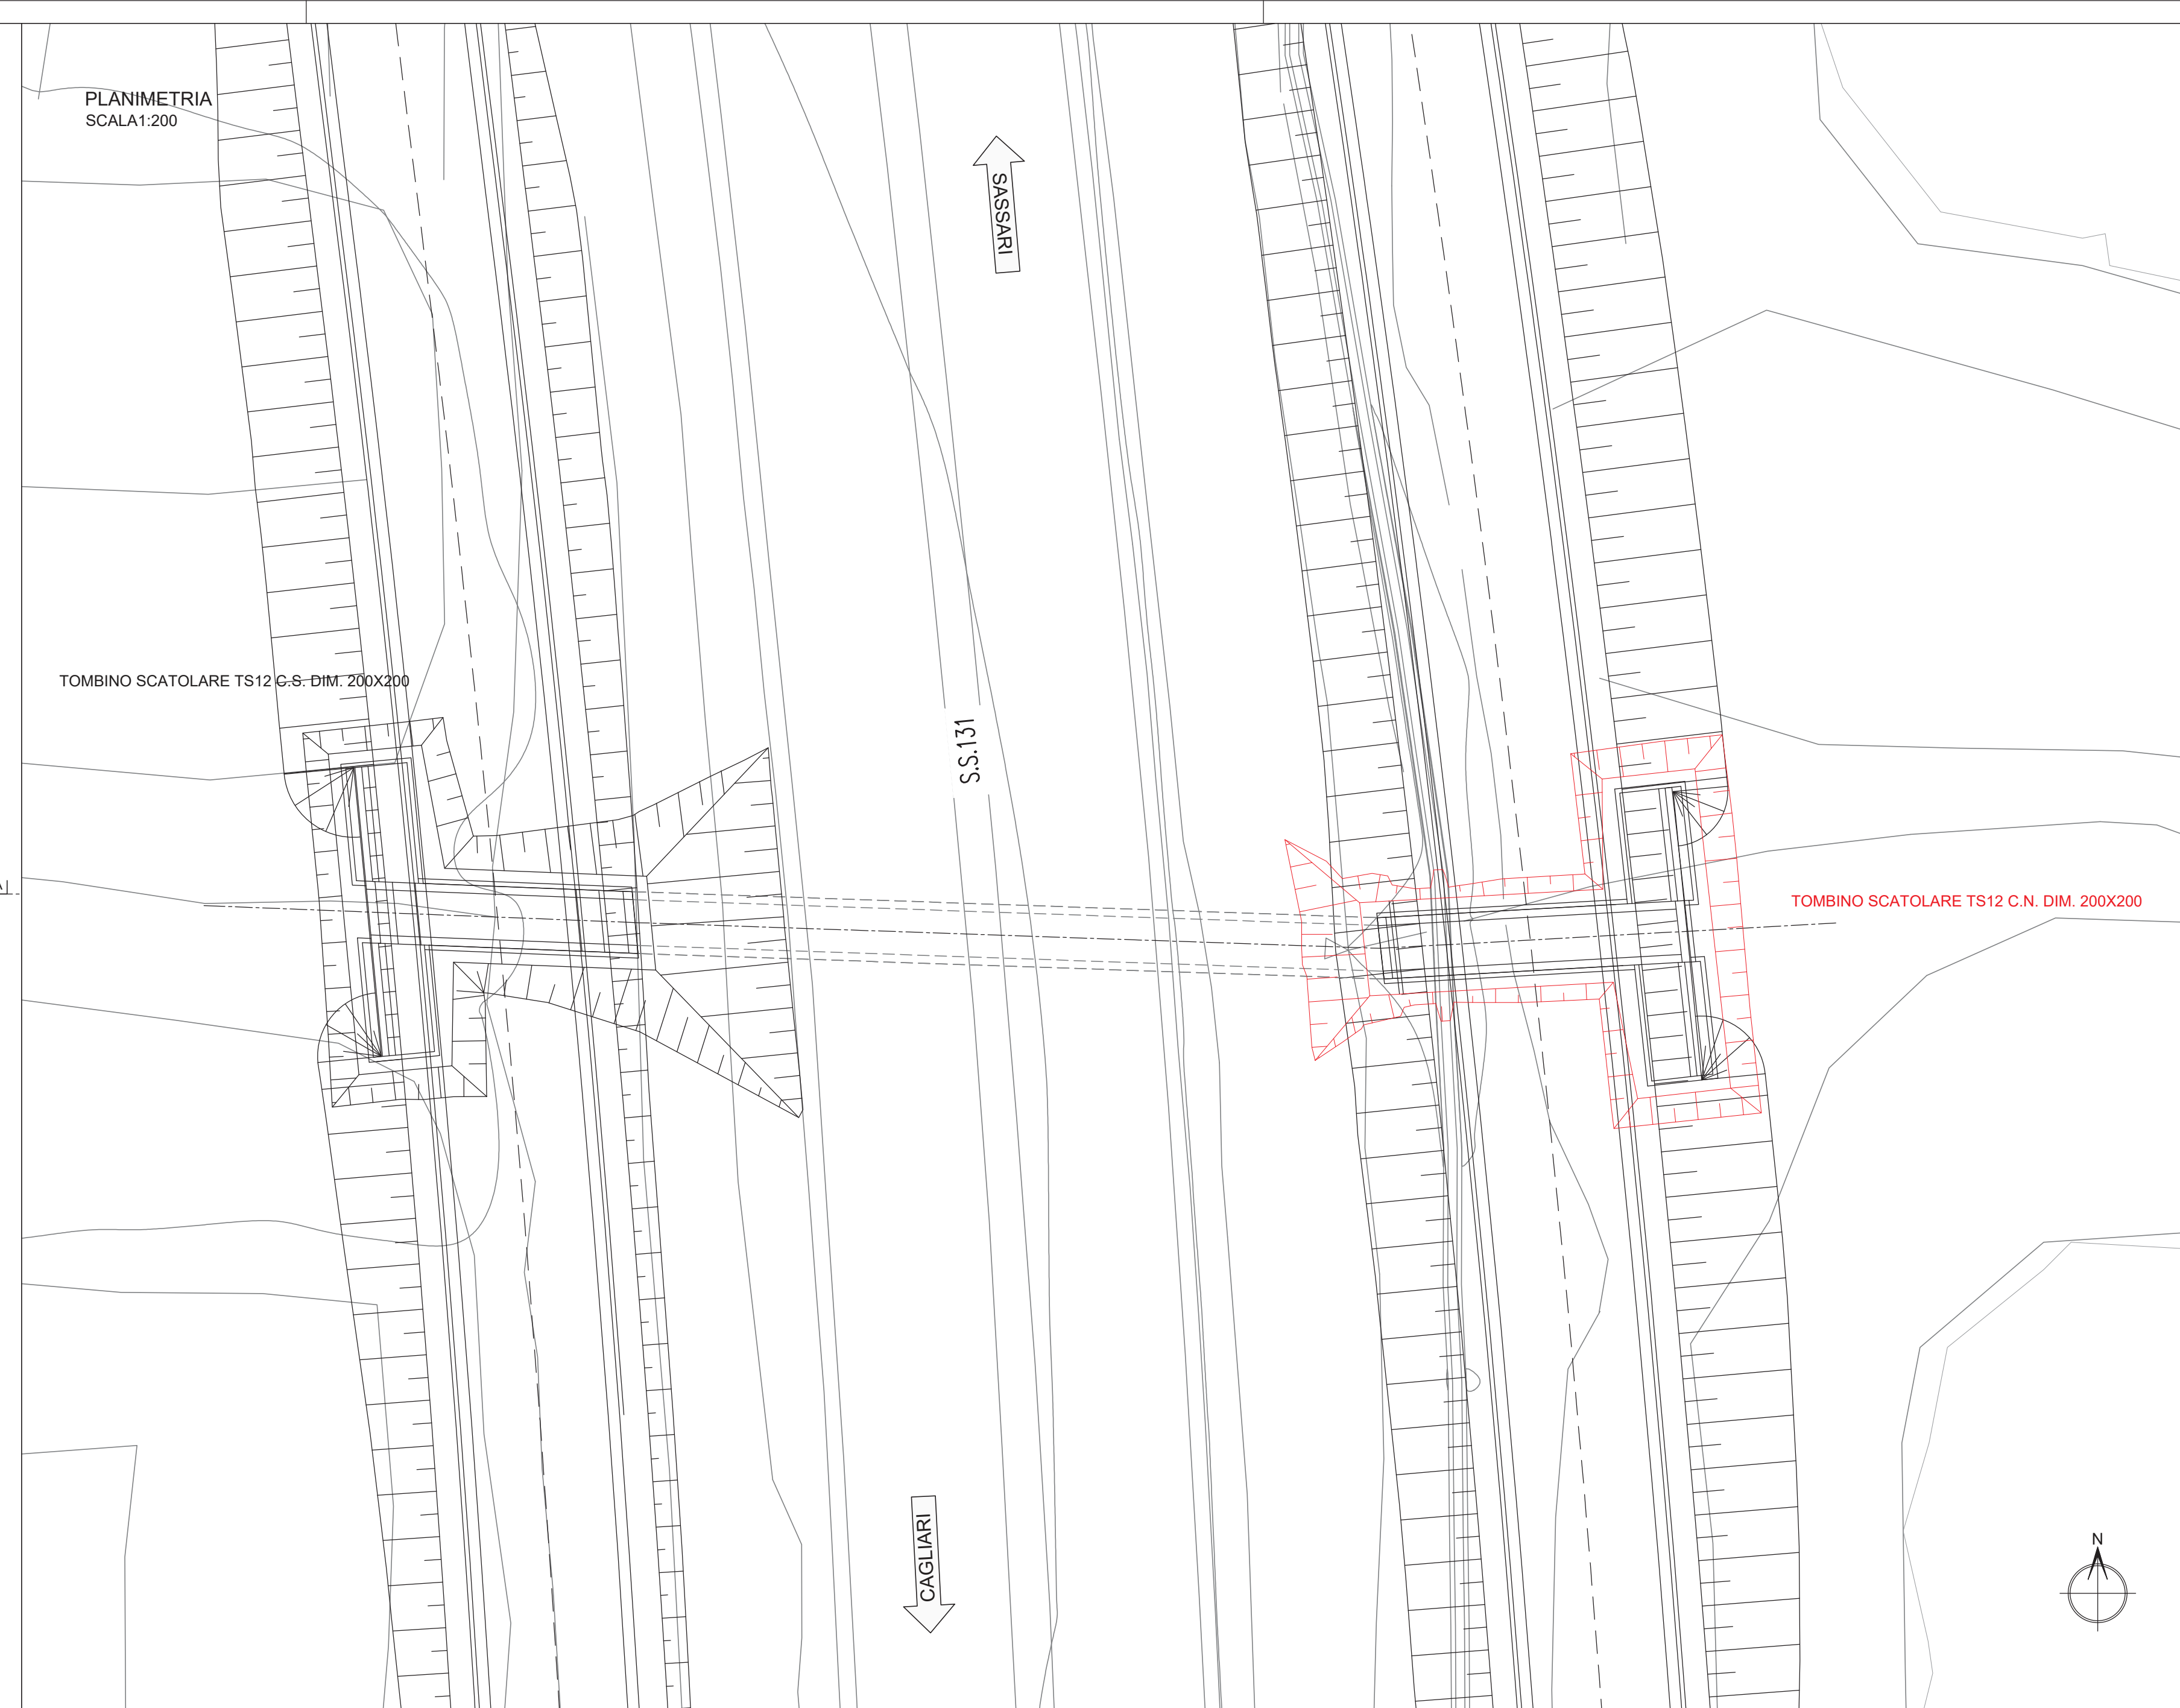 PLANIMETRIA
SCALA1:200
SASSARI
TOMBINO SCATOLARE TS12 C.S. DIM. 200X200
S.S.131
A
TOMBINO SCATOLARE TS12 C.N. DIM. 200X200
CAGLIARI
N